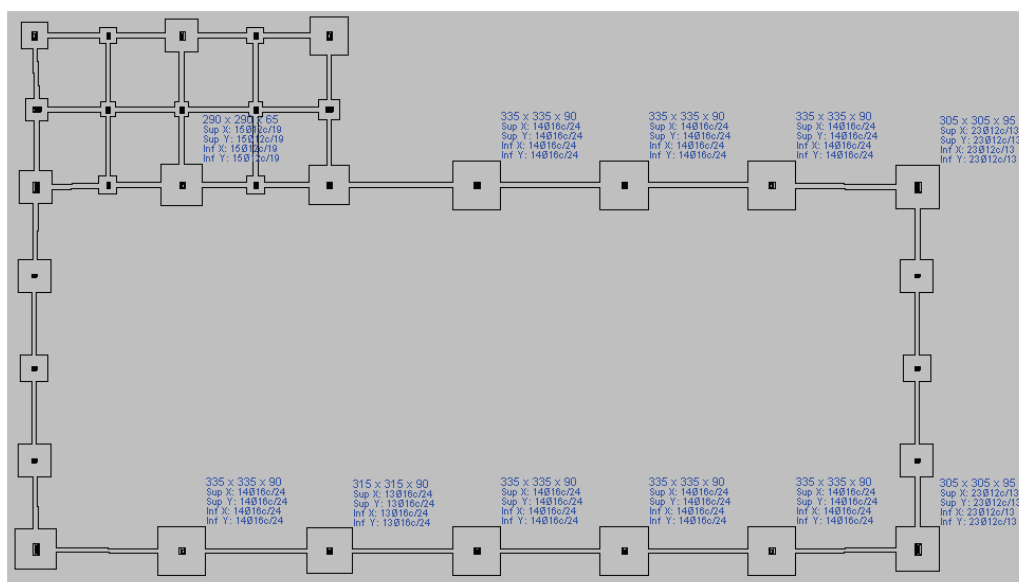 290 x 290 x 65
Sup X: 15Ø12c/19
Sup Y: 15Ø12c/19
Inf X: 15Ø12c/19
Inf Y: 15Ø12c/19
335 x 335 x 90
Sup X: 14Ø16c/24
Sup Y: 14Ø16c/24
Inf X: 14Ø16c/24
Inf Y: 14Ø16c/24
335 x 335 x 90
Sup X: 14Ø16c/24
Sup Y: 14Ø16c/24
Inf X: 14Ø16c/24
Inf Y: 14Ø16c/24
335 x 335 x 90
Sup X: 14Ø16c/24
Sup Y: 14Ø16c/24
Inf X: 14Ø16c/24
Inf Y: 14Ø16c/24
305 x 305 x 95
Sup X: 23Ø12c/13
Sup Y: 23Ø12c/13
Inf X: 23Ø12c/13
Inf Y: 23Ø12c/13
335 x 335 x 90
Sup X: 14Ø16c/24
Sup Y: 14Ø16c/24
Inf X: 14Ø16c/24
Inf Y: 14Ø16c/24
315 x 315 x 90
Sup X: 13Ø16c/24
Sup Y: 13Ø16c/24
Inf X: 13Ø16c/24
Inf Y: 13Ø16c/24
335 x 335 x 90
Sup X: 14Ø16c/24
Sup Y: 14Ø16c/24
Inf X: 14Ø16c/24
Inf Y: 14Ø16c/24
335 x 335 x 90
Sup X: 14Ø16c/24
Sup Y: 14Ø16c/24
Inf X: 14Ø16c/24
Inf Y: 14Ø16c/24
335 x 335 x 90
Sup X: 14Ø16c/24
Sup Y: 14Ø16c/24
Inf X: 14Ø16c/24
Inf Y: 14Ø16c/24
305 x 305 x 95
Sup X: 23Ø12c/13
Sup Y: 23Ø12c/13
Inf X: 23Ø12c/13
Inf Y: 23Ø12c/13